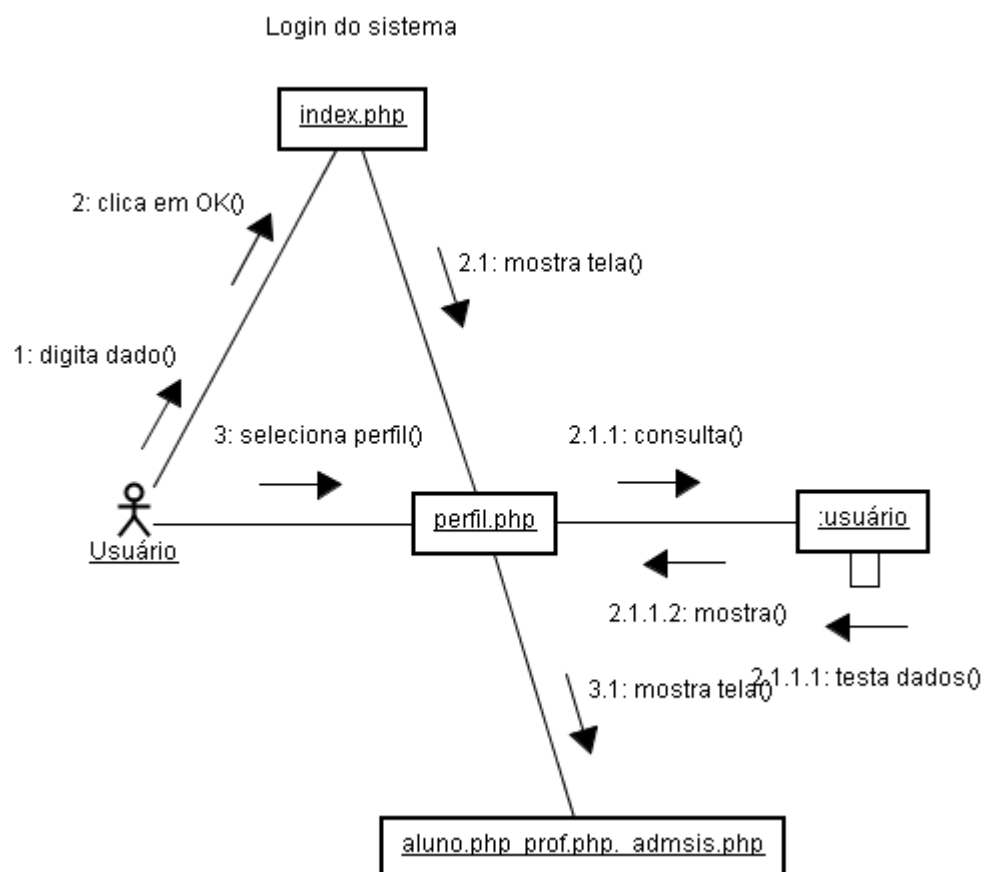 Login do sistema
index.php
2: clica em OK()
2.1: mostra tela()
1: digita dado()
3: seleciona perfil()
2.1.1: consulta()
perfil.php
:usuário
Usuário
2.1.1.2: mostra()
3.1: mostra tela()
2.1.1.1: testa dados()
aluno.php prof.php. admsis.php